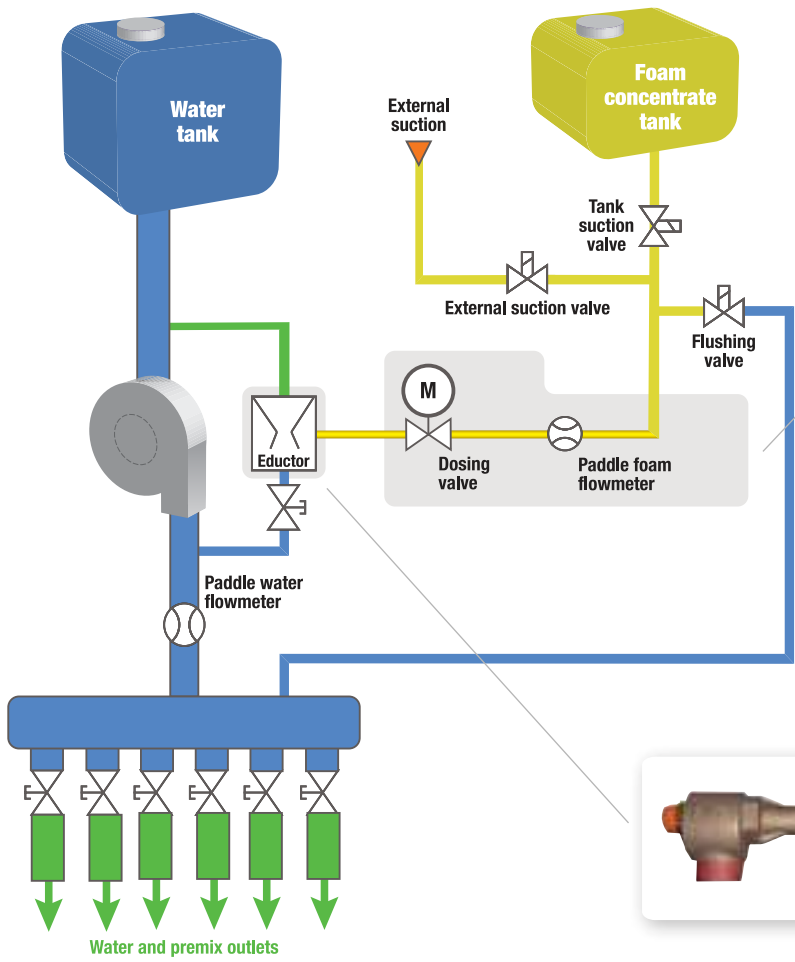 Water
tank
Foam
concentrate
tank
External
suction
Tank
suction
valve
External suction valve
Flushing
valve
M
Eductor
Dosing
valve
Paddle foam
flowmeter
Paddle water
flowmeter
Water and premix outlets